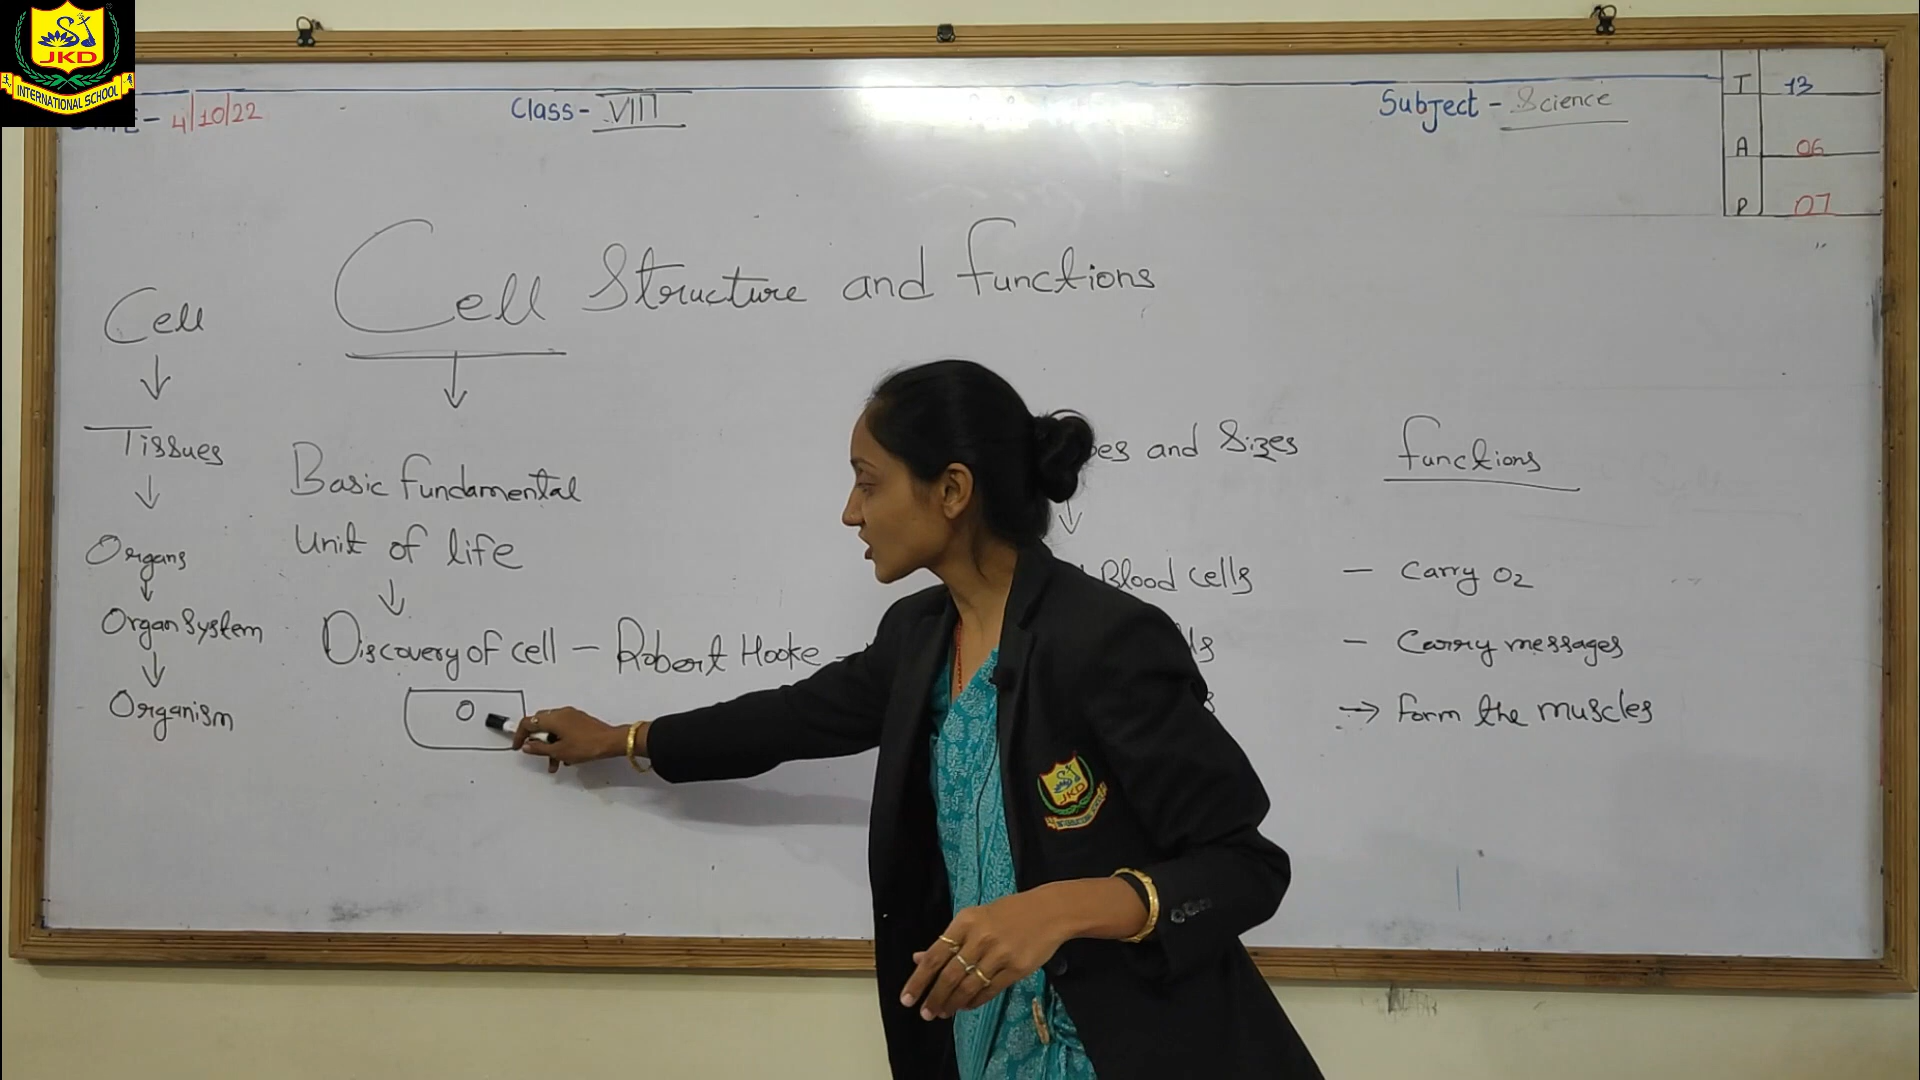 JKD
INTERNATIONAL SCHOOL
4/10/22
Class - VIII
Subject - Science
T 13
A 06
P 07
Cell Structure and functions
Cell
Tissues
Organs
Organ System
Organism
Basic fundamental
Unit of life
Discovery of cell - Robert Hooke -
and Sizes
functions
Blood cells - Carry O2
- Carry messages
→ form the muscles
JKD